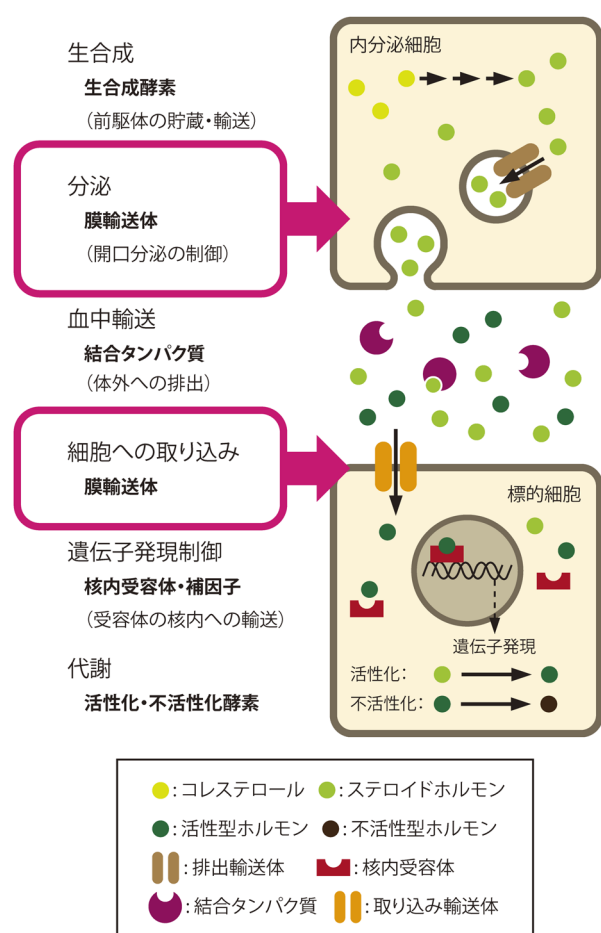 生合成
生合成酵素
（前駆体の貯蔵・輸送）
分泌
膜輸送体
（開口分泌の制御）
血中輸送
結合タンパク質
（体外への排出）
細胞への取り込み
膜輸送体
遺伝子発現制御
核内受容体・補因子
（受容体の核内への輸送）
代謝
活性化・不活性化酵素
内分泌細胞
標的細胞
遺伝子発現
活性化：
不活性化：
：コレステロール ：ステロイドホルモン
：活性型ホルモン ：不活性型ホルモン
：排出輸送体 ：核内受容体
：結合タンパク質 ：取り込み輸送体